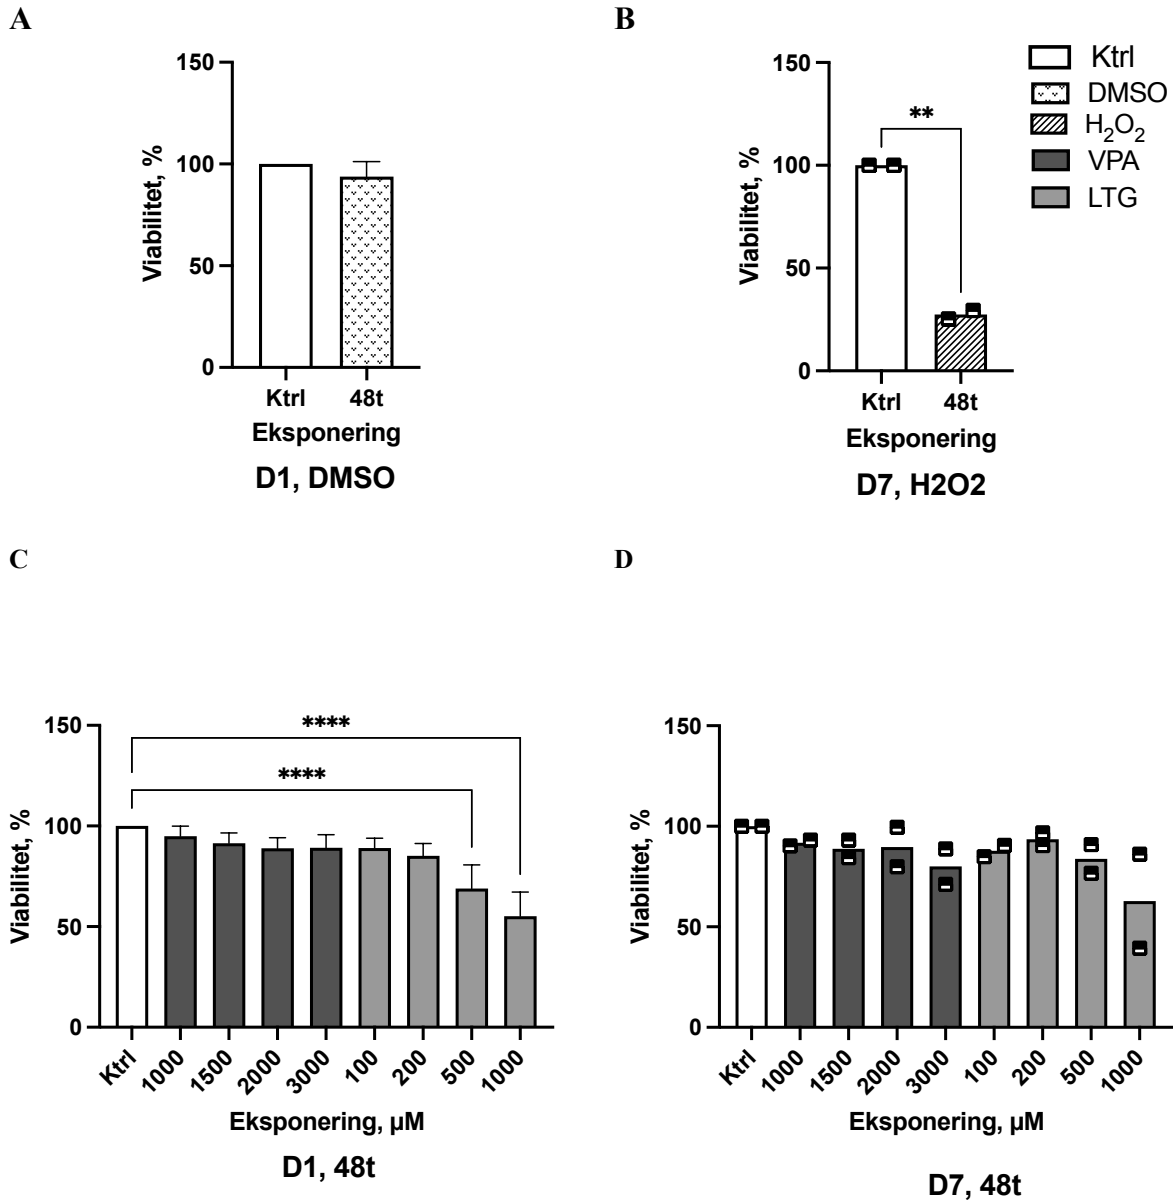 A
150
100
50
0
Viabilitet, %
Ktrl
48t
Eksponering
D1, DMSO
B
150
100
50
0
Viabilitet, %
**
Ktrl
48t
Eksponering
D7, H2O2
Ktrl
DMSO
H₂O₂
VPA
LTG
C
150
100
50
0
Viabilitet, %
****
****
Ktrl
1000
1500
2000
3000
100
200
500
1000
Eksponering, µM
D1, 48t
D
150
100
50
0
Viabilitet, %
Ktrl
1000
1500
2000
3000
100
200
500
1000
Eksponering, µM
D7, 48t